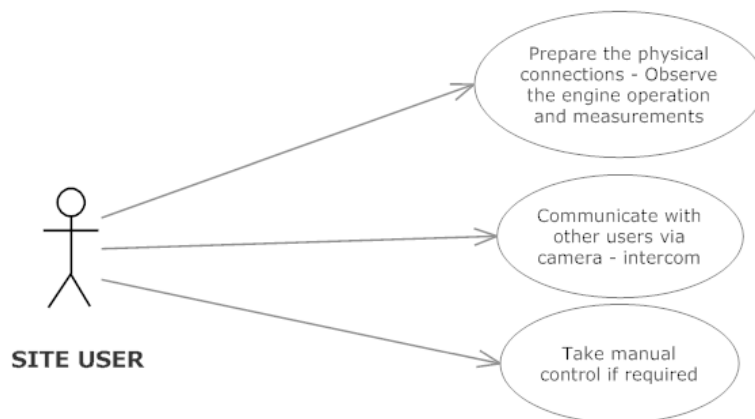 Prepare the physical
connections - Observe
the engine operation
and measurements
Communicate with
other users via
camera - intercom
SITE USER
Take manual
control if required